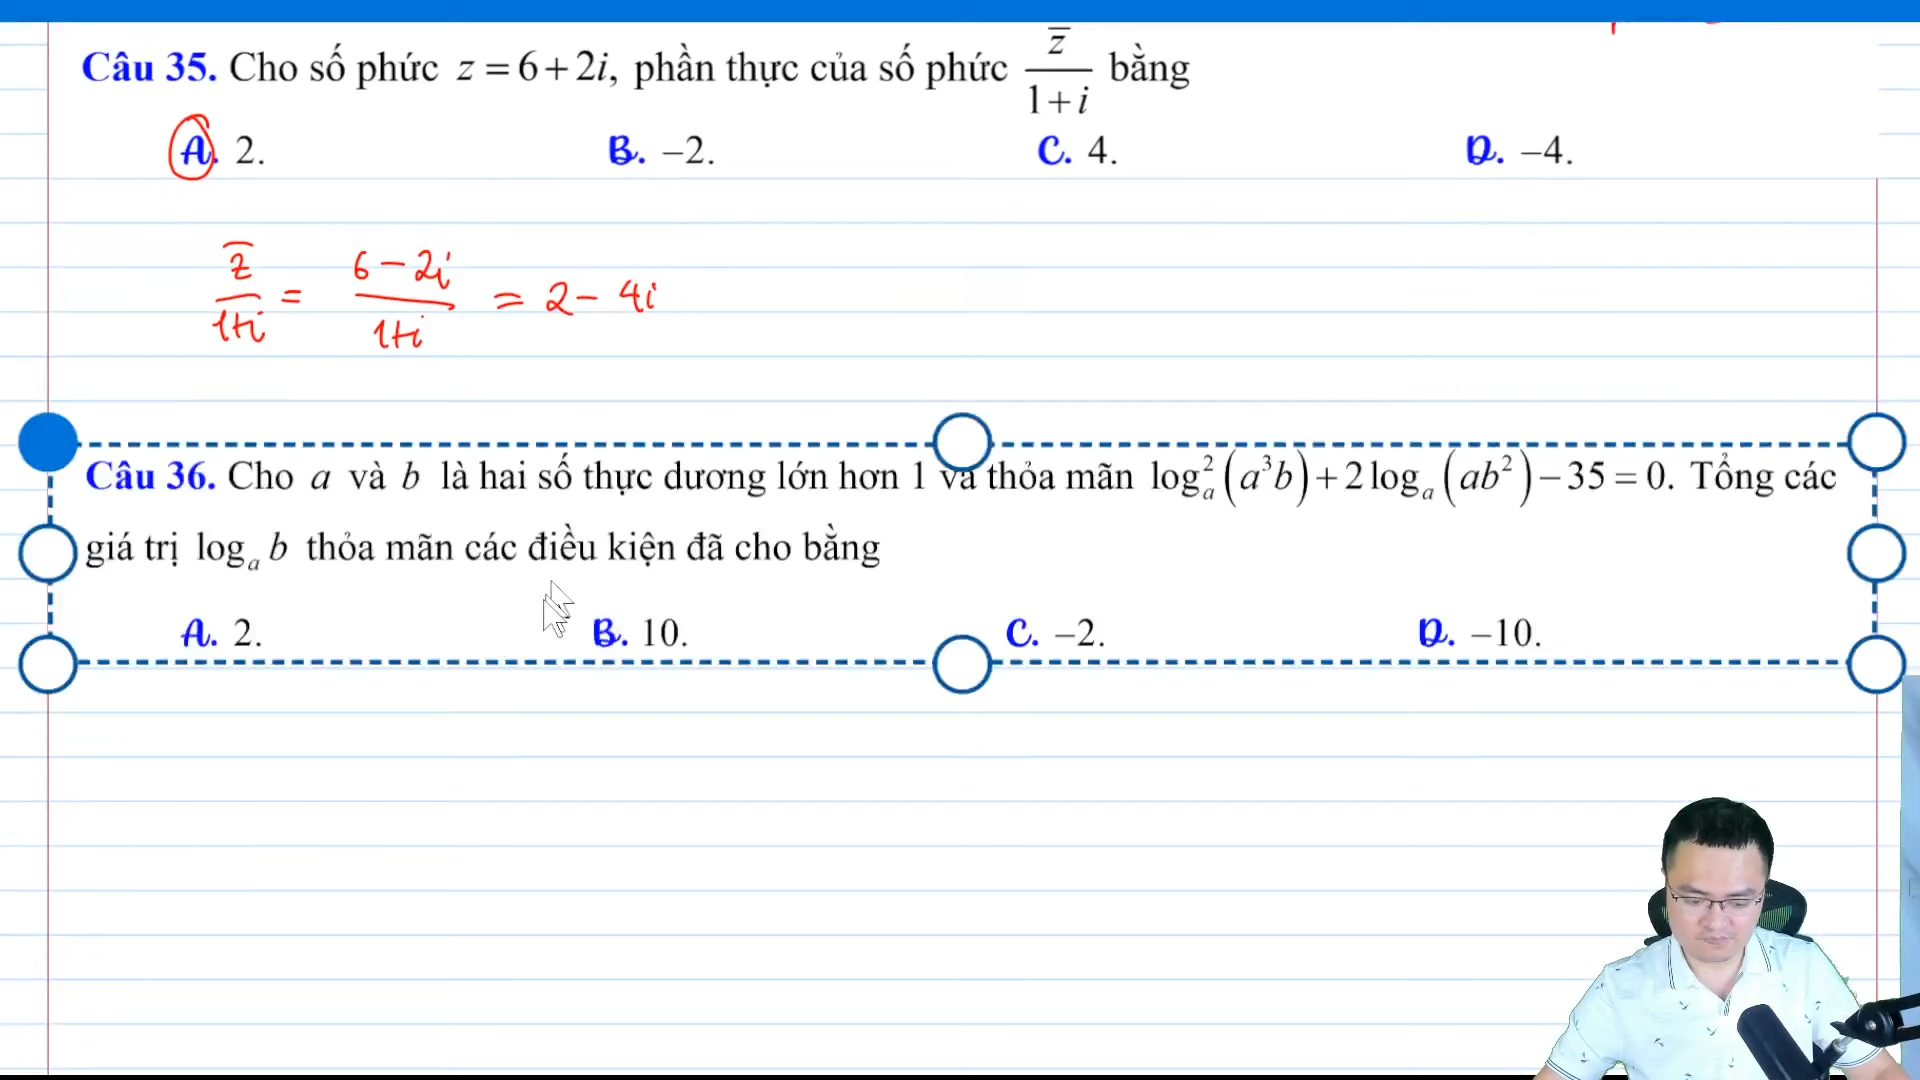 Câu 35. Cho số phức z = 6 + 2i, phần thực của số phức z̅/(1+i) bằng
A. 2. B. –2. C. 4. D. –4.
z̅/(1+i) = (6 – 2i)/(1+i) = 2 – 4i
Câu 36. Cho a và b là hai số thực dương lớn hơn 1 và thỏa mãn logₐ²(a³b) + 2logₐ(ab²) – 35 = 0. Tổng các
giá trị logₐ b thỏa mãn các điều kiện đã cho bằng
A. 2. B. 10. C. –2. D. –10.